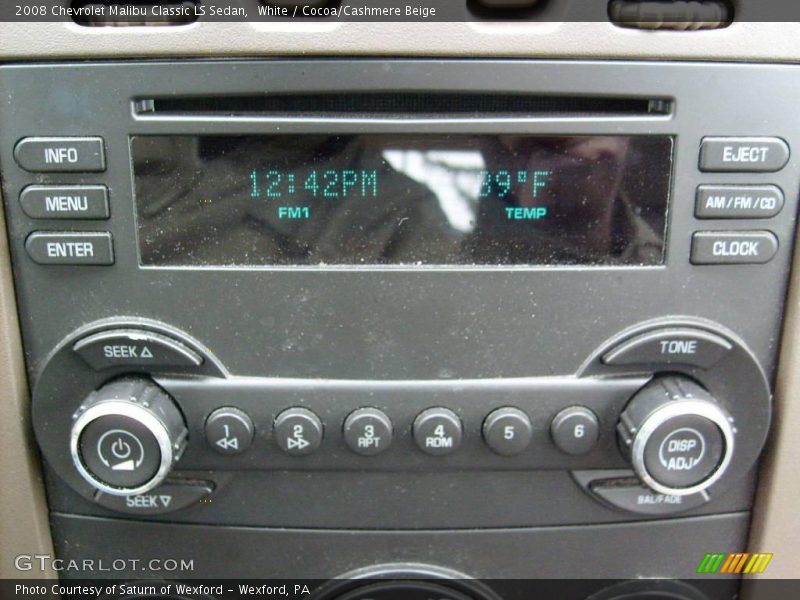 2008 Chevrolet Malibu Classic LS Sedan, White / Cocoa/Cashmere Beige
INFO
MENU
ENTER
12:42PM 39°F
FM1 TEMP
EJECT
AM/FM/CD
CLOCK
SEEK
TONE
1
2
3
RPT
4
RDM
5
6
DISP
ADJ
SEEK
BAL/FADE
GTCARLOT.COM
Photo Courtesy of Saturn of Wexford - Wexford, PA